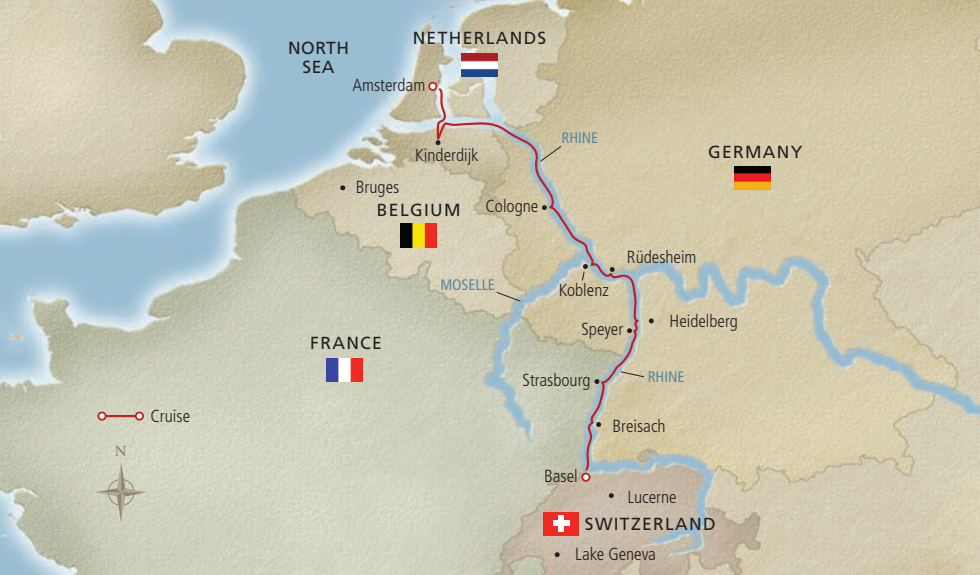 NORTH
SEA
NETHERLANDS
Amsterdam
RHINE
Kinderdijk
GERMANY
Bruges
BELGIUM
Cologne
Rüdesheim
MOSELLE
Koblenz
Speyer
Heidelberg
FRANCE
Strasbourg
RHINE
Cruise
Breisach
N
Basel
Lucerne
SWITZERLAND
Lake Geneva